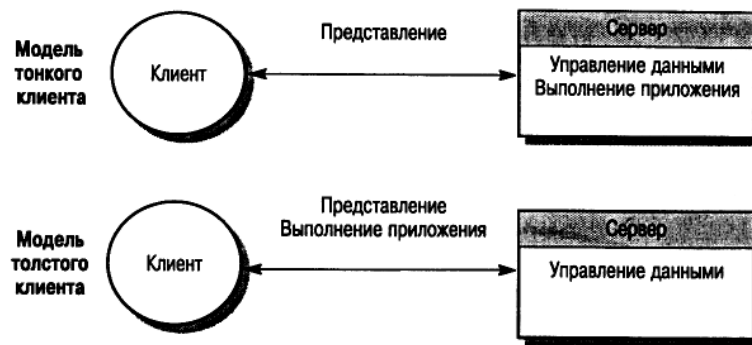 Модель
тонкого
клиента
Клиент
Представление
Сервер
Управление данными
Выполнение приложения
Модель
толстого
клиента
Клиент
Представление
Выполнение приложения
Сервер
Управление данными